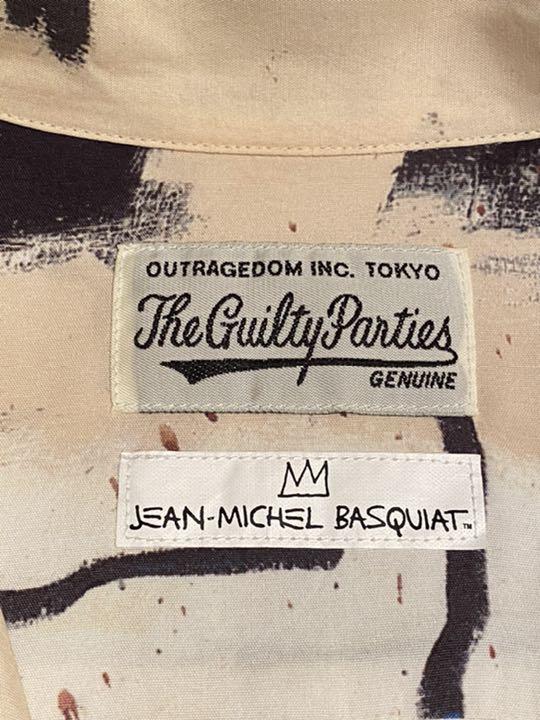 OUTRAGEDOM INC. TOKYO
The Guilty Parties
GENUINE
JEAN-MICHEL BASQUIAT™